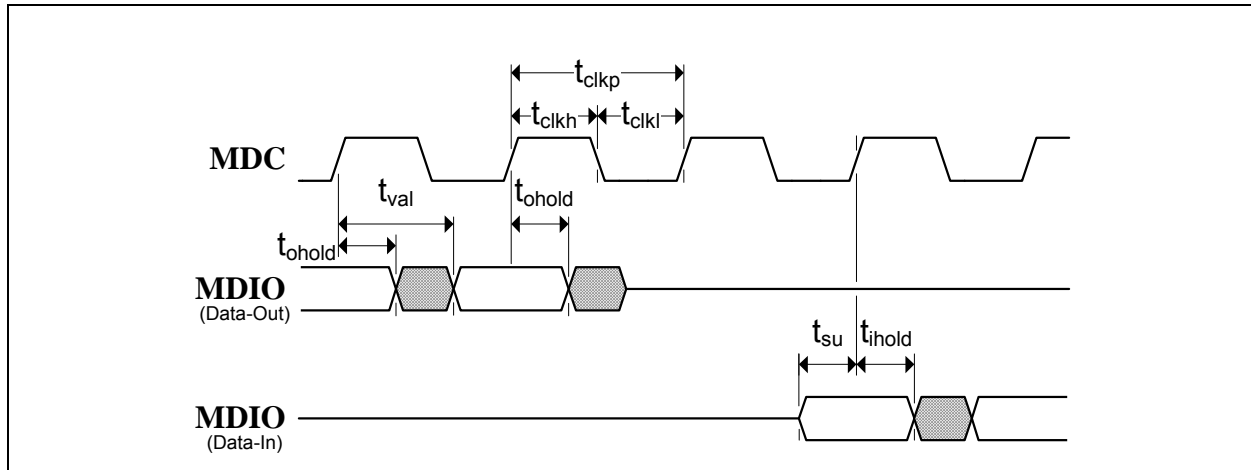 tclkp
tclkh tclkl
MDC
tval
tohold
tohold
MDIO
(Data-Out)
tsu tihold
MDIO
(Data-In)